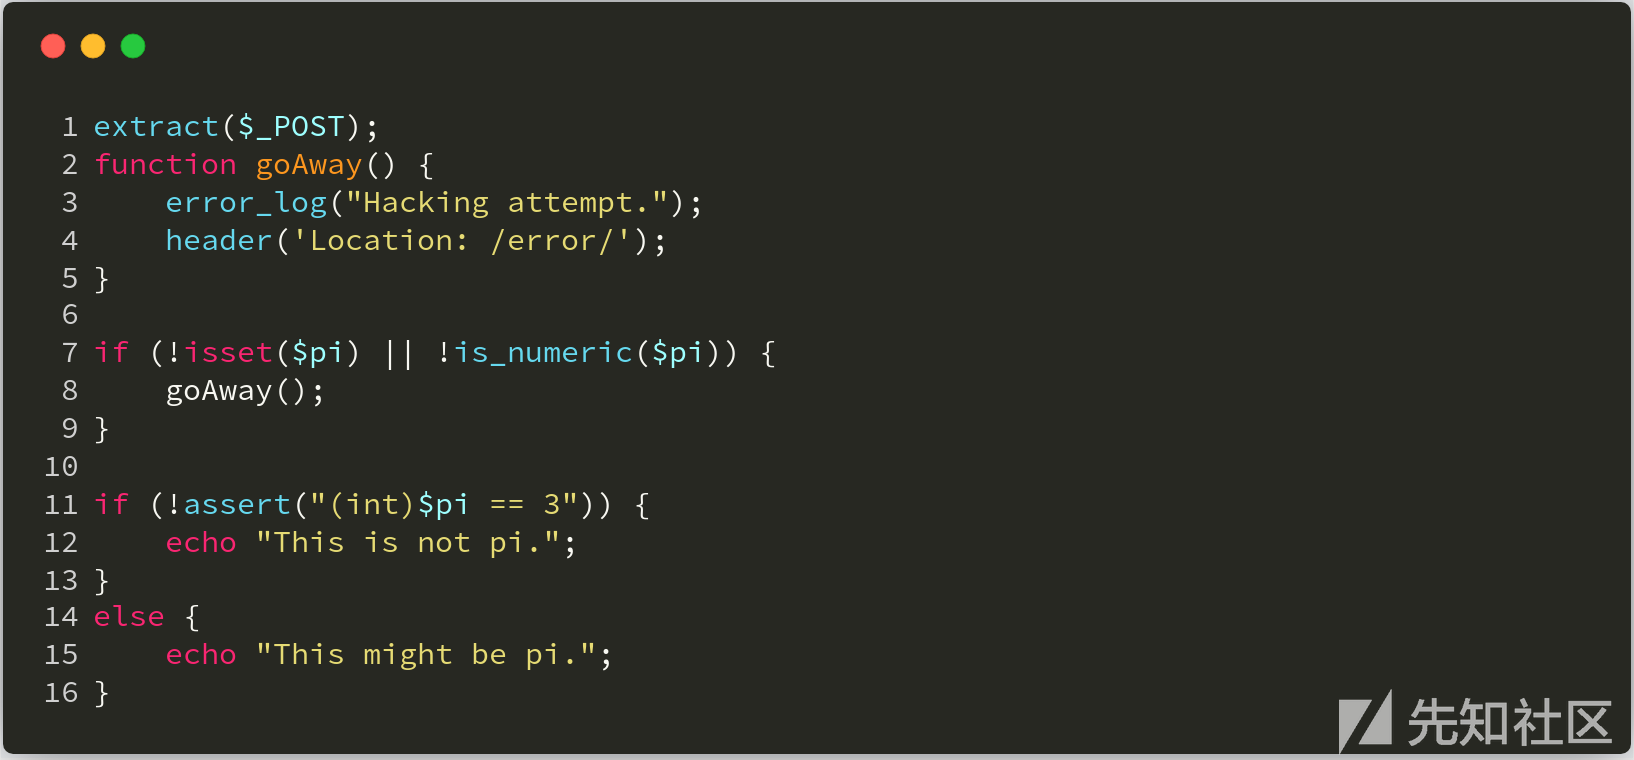 1 extract($_POST);
2 function goAway() {
3     error_log("Hacking attempt.");
4     header('Location: /error/');
5 }
6
7 if (!isset($pi) || !is_numeric($pi)) {
8     goAway();
9 }
10
11 if (!assert("(int)$pi == 3")) {
12     echo "This is not pi.";
13 }
14 else {
15     echo "This might be pi.";
16 }
先知社区